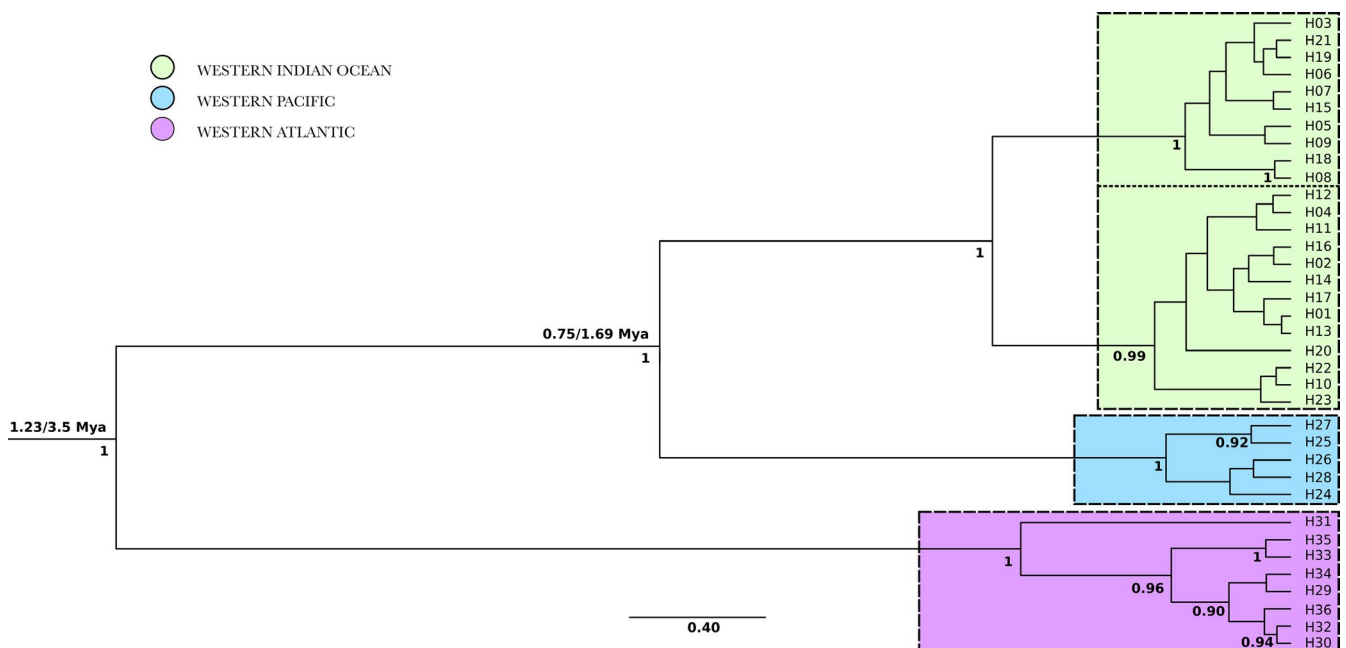 WESTERN INDIAN OCEAN
WESTERN PACIFIC
WESTERN ATLANTIC
H03
H21
H19
H06
H07
H15
H05
H09
1
H18
1 H08
H12
H04
H11
H16
H02
1
H14
H17
H01
H13
0.75/1.69 Mya
H20
1
0.99
H22
H10
H23
1.23/3.5 Mya
H27
0.92 H25
1
H26
1
H28
H24
H31
H35
1 H33
1
H34
0.96
H29
0.90 H36
0.40
H32
0.94 H30